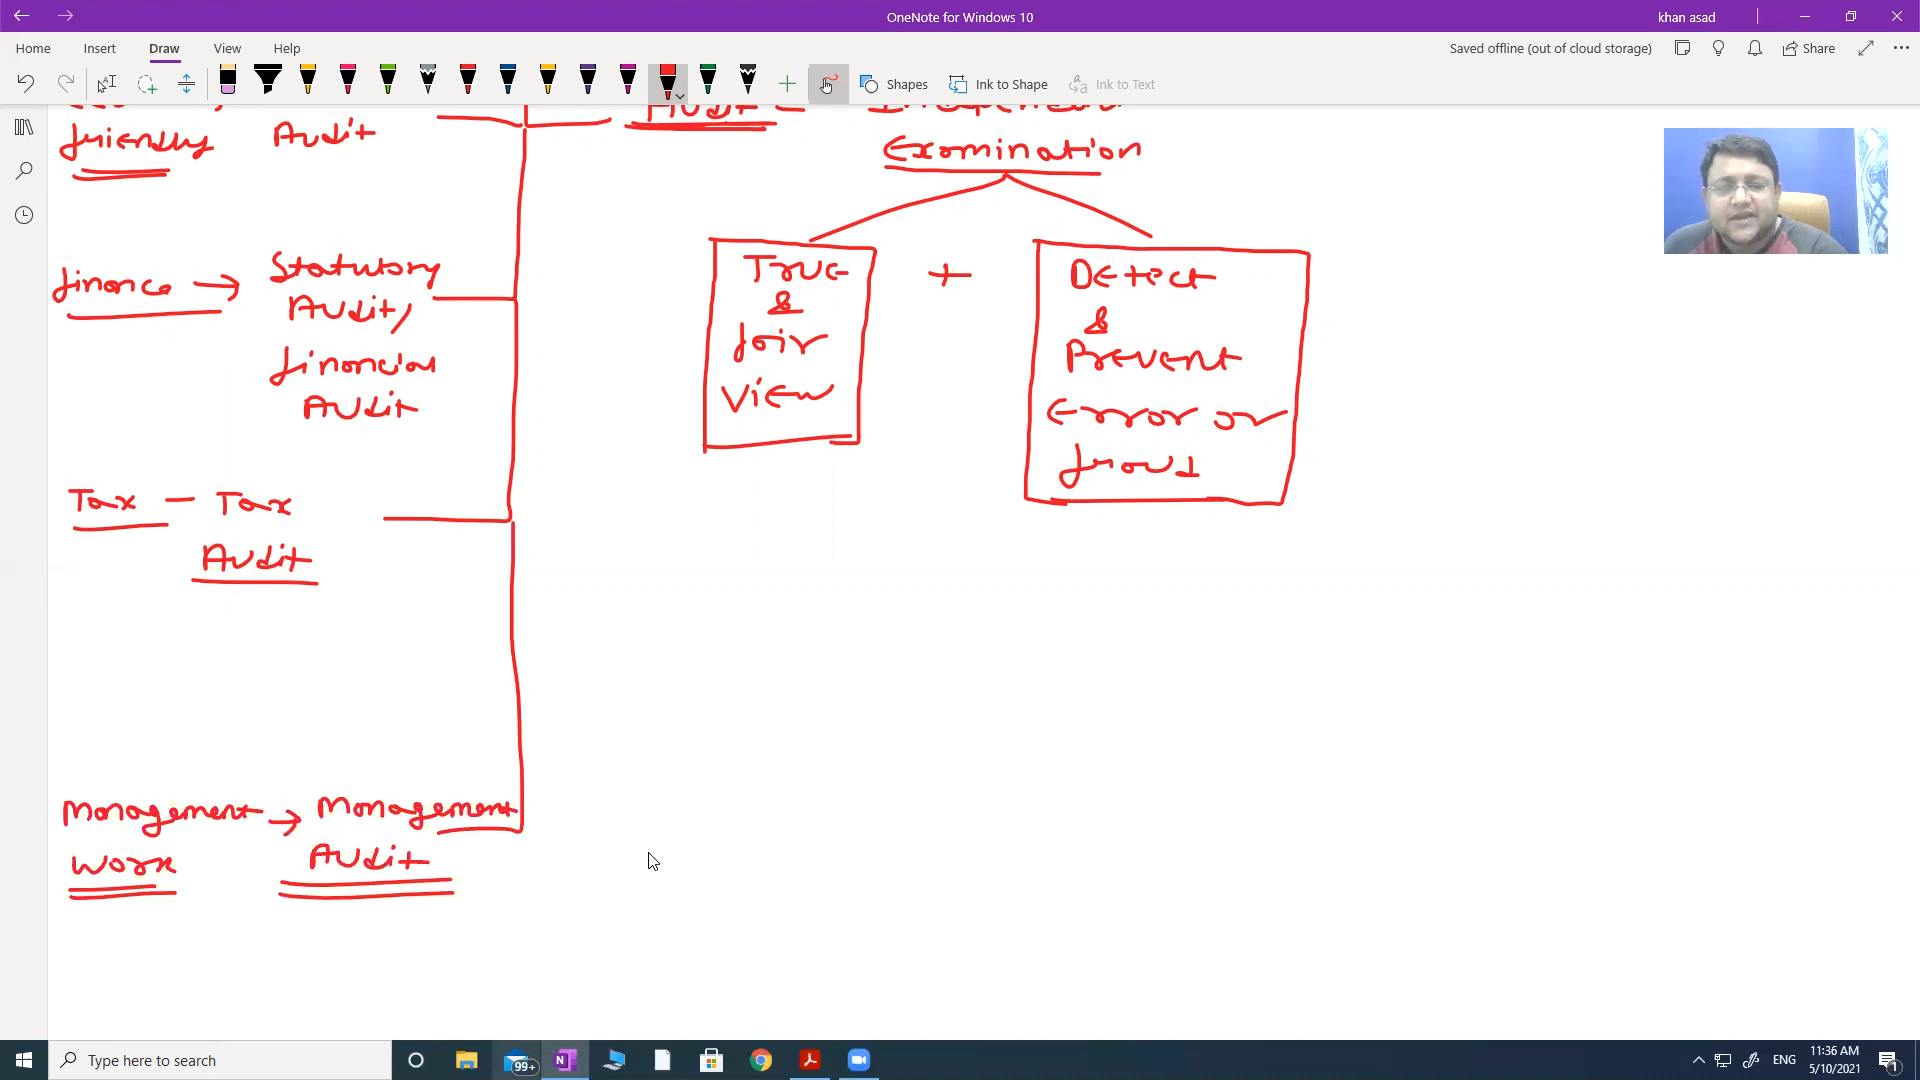 OneNote for Windows 10
khan asad
Home Insert Draw View Help
Saved offline (out of cloud storage)
Share
Shapes
Ink to Shape
Ink to Text
friendly Audit
Audit =
Examination
finance → Statutory
Audit,
financial
Audit
True
&
fair
view
+
Detect
&
Prevent
Error or
fraud
Tax – Tax
Audit
Management → Management
Work Audit
Type here to search
99+
ENG
11:36 AM
5/10/2021
1